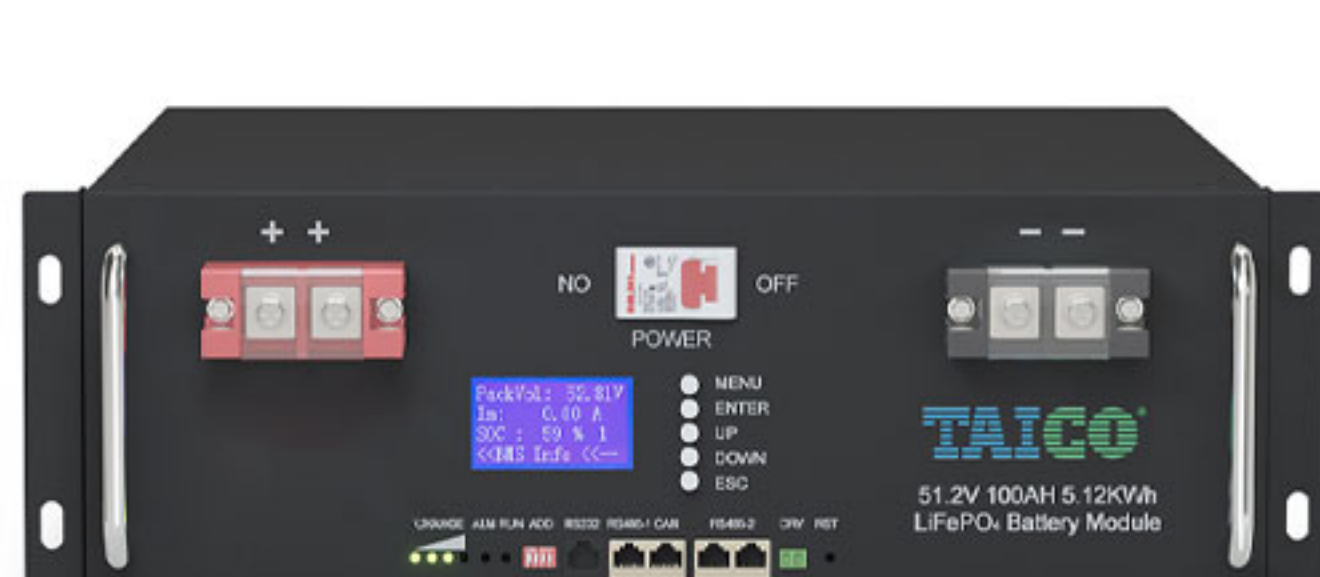 + +
- -
NO
OFF
POWER
PackVol: 52.81V
Im: 0.00 A
SOC : 59 % 1
<<BMS Info <<--
MENU
ENTER
UP
DOWN
ESC
TAICO
51.2V 100AH 5.12KWh
LiFePO₄ Battery Module
CHARGE ALM RUN ADD RS232 RS485-1 CAN RS485-2 DRY RST